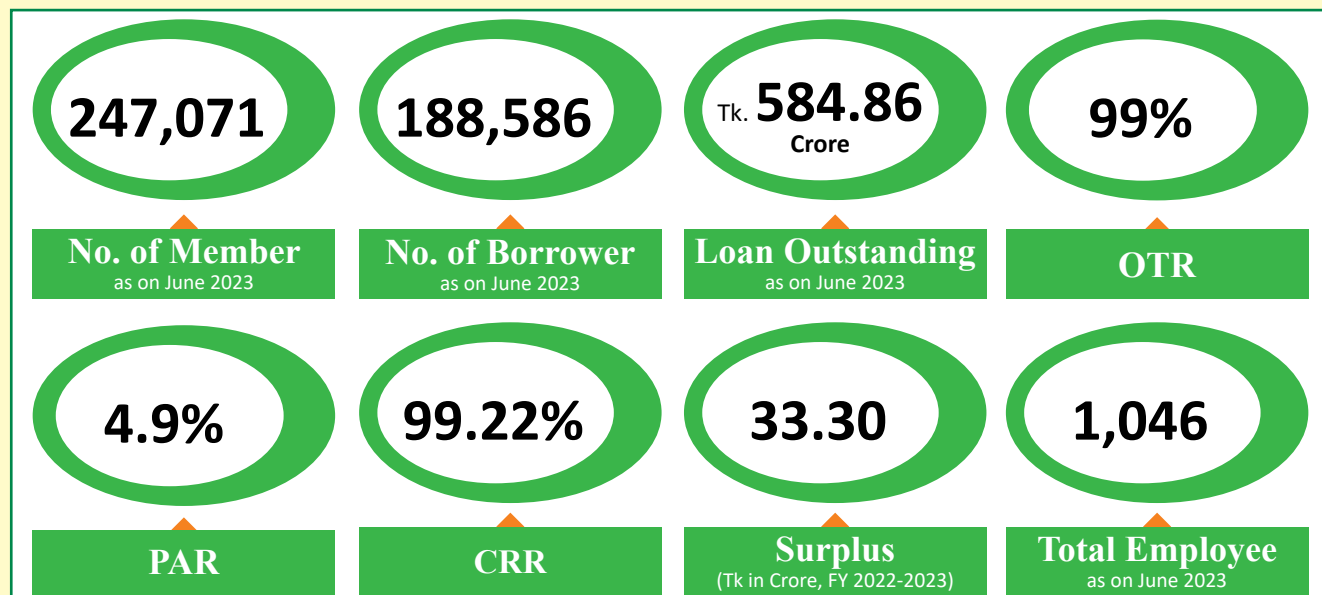 247,071
No. of Member
as on June 2023
188,586
No. of Borrower
as on June 2023
Tk. 584.86
Crore
Loan Outstanding
as on June 2023
99%
OTR
4.9%
PAR
99.22%
CRR
33.30
Surplus
(Tk in Crore, FY 2022-2023)
1,046
Total Employee
as on June 2023